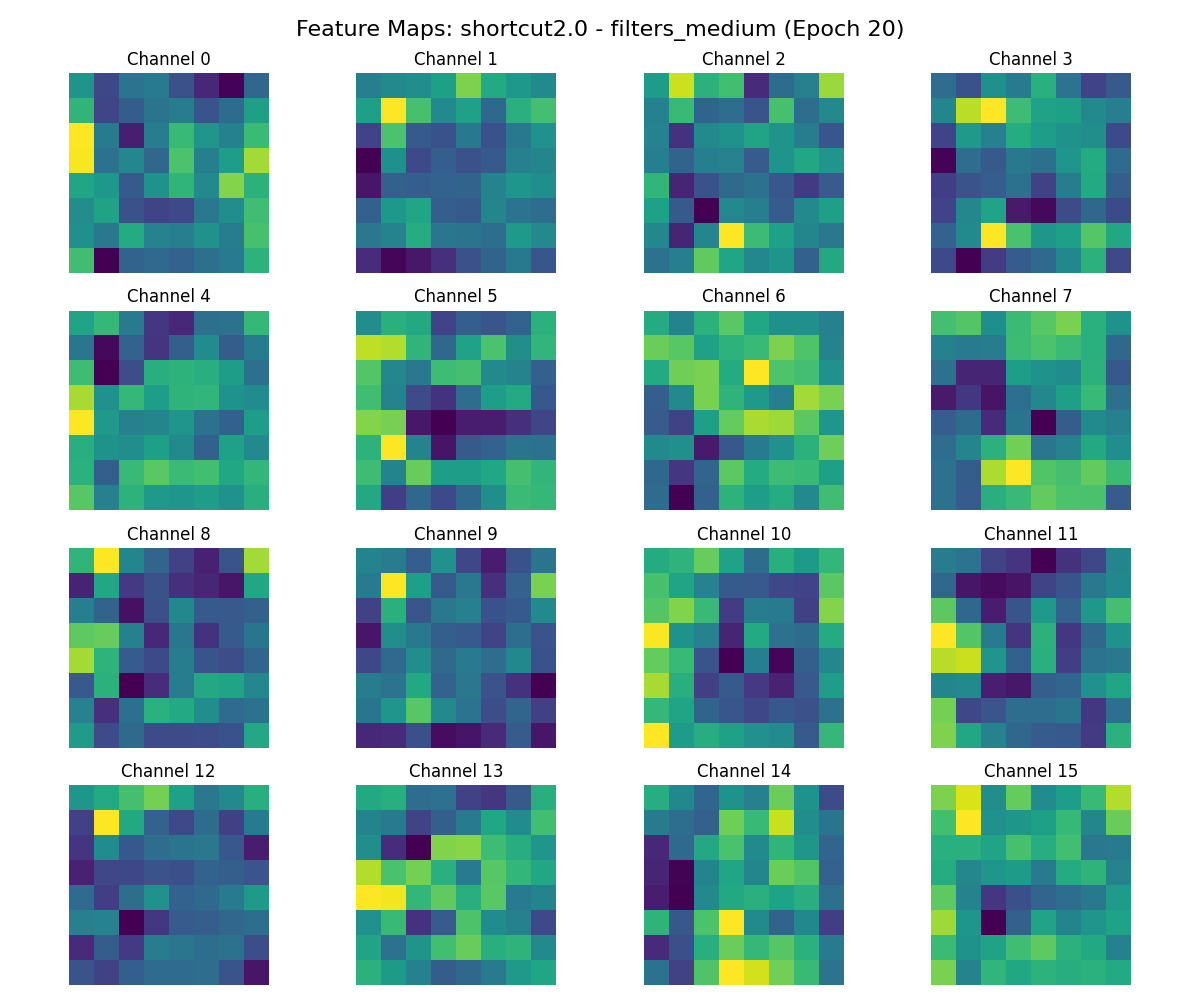 Feature Maps: shortcut2.0 - filters_medium (Epoch 20)
Channel 0
Channel 1
Channel 2
Channel 3
Channel 4
Channel 5
Channel 6
Channel 7
Channel 8
Channel 9
Channel 10
Channel 11
Channel 12
Channel 13
Channel 14
Channel 15